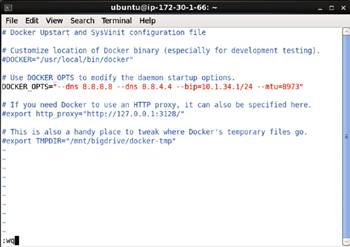 ubuntu@ip-172-30-1-66: ~
File Edit View Search Terminal Help
# Docker Upstart and SysVinit configuration file
# Customize location of Docker binary (especially for development testing).
#DOCKER="/usr/local/bin/docker"
# Use DOCKER OPTS to modify the daemon startup options.
DOCKER_OPTS="--dns 8.8.8.8 --dns 8.8.4.4 --bip=10.1.34.1/24 --mtu=8973"
# If you need Docker to use an HTTP proxy, it can also be specified here.
#export http_proxy="http://127.0.0.1:3128/"
# This is also a handy place to tweak where Docker's temporary files go.
#export TMPDIR="/mnt/bigdrive/docker-tmp"
~
~
~
~
~
~
~
~
~
:wq